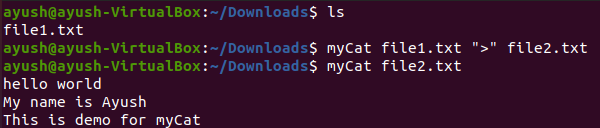 ayush@ayush-VirtualBox:~/Downloads$ ls
file1.txt
ayush@ayush-VirtualBox:~/Downloads$ myCat file1.txt ">" file2.txt
ayush@ayush-VirtualBox:~/Downloads$ myCat file2.txt
hello world
My name is Ayush
This is demo for myCat